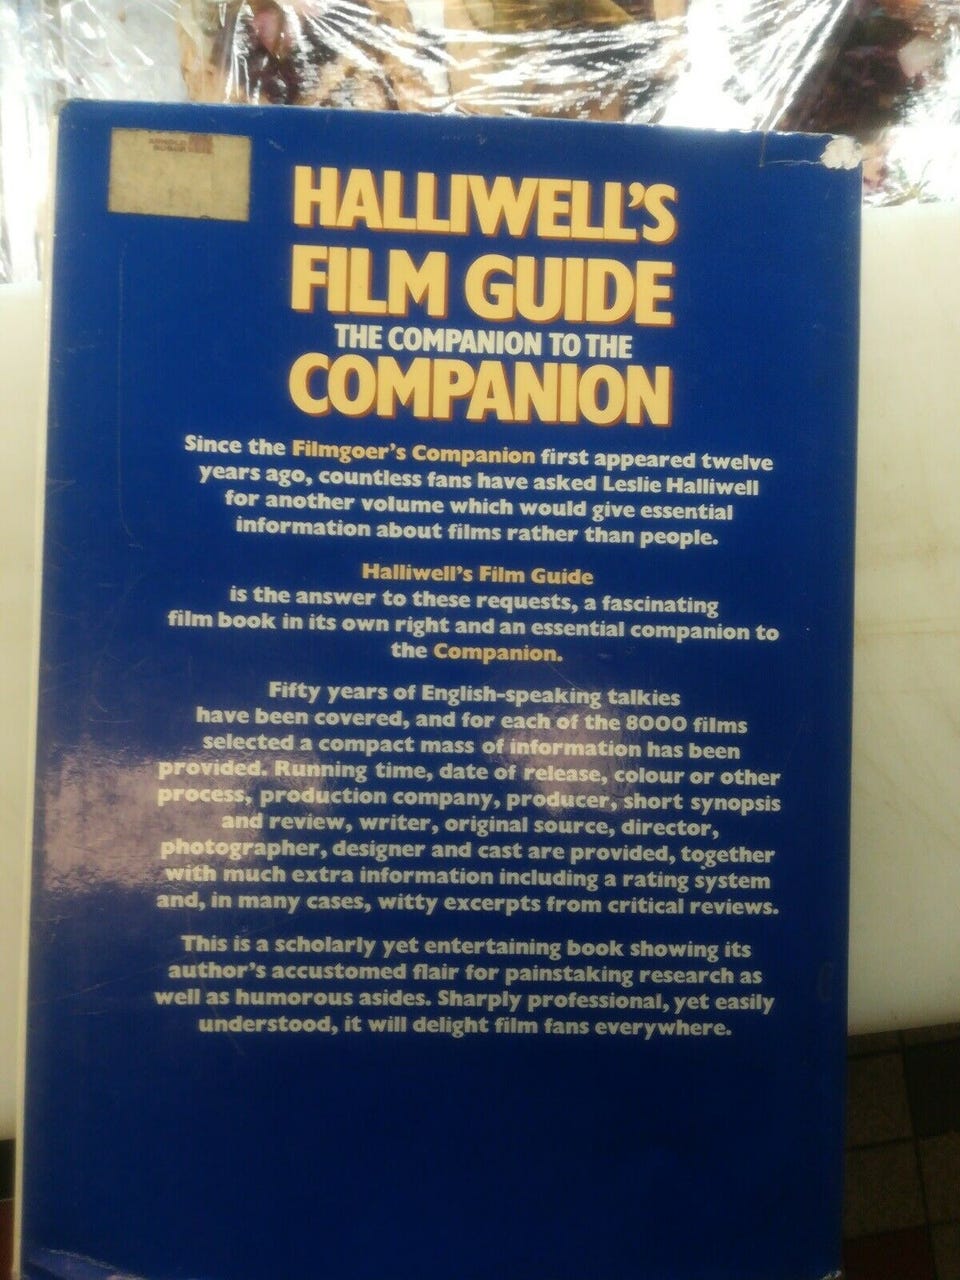 HALLIWELL'S
FILM GUIDE
THE COMPANION TO THE
COMPANION
Since the Filmgoer's Companion first appeared twelve
years ago, countless fans have asked Leslie Halliwell
for another volume which would give essential
information about films rather than people.
Halliwell's Film Guide
is the answer to these requests, a fascinating
film book in its own right and an essential companion to
the Companion.
Fifty years of English-speaking talkies
have been covered, and for each of the 8000 films
selected a compact mass of information has been
provided. Running time, date of release, colour or other
process, production company, producer, short synopsis
and review, writer, original source, director,
photographer, designer and cast are provided, together
with much extra information including a rating system
and, in many cases, witty excerpts from critical reviews.
This is a scholarly yet entertaining book showing its
author's accustomed flair for painstaking research as
well as humorous asides. Sharply professional, yet easily
understood, it will delight film fans everywhere.